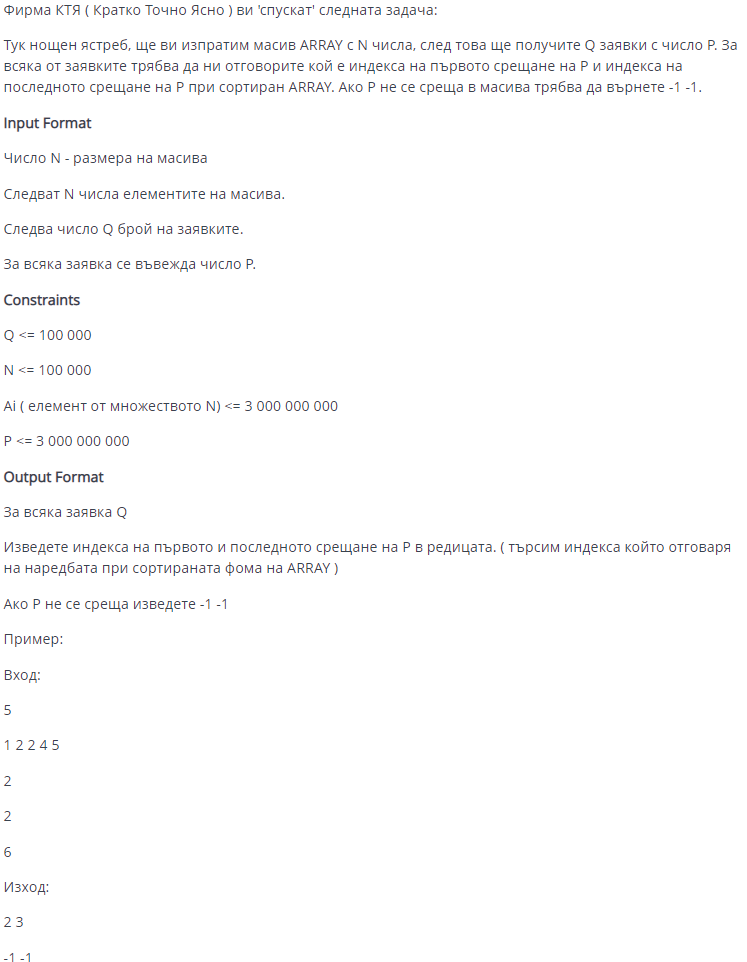 Фирма КТЯ ( Кратко Точно Ясно ) ви 'спускат' следната задача:
Тук нощен ястреб, ще ви изпратим масив ARRAY с N числа, след това ще получите Q заявки с число P. За
всяка от заявките трябва да ни отговорите кой е индекса на първото срещане на P и индекса на
последното срещане на P при сортиран ARRAY. Ако P не се среща в масива трябва да върнете -1 -1.
Input Format
Число N - размера на масива
Следват N числа елементите на масива.
Следва число Q брой на заявките.
За всяка заявка се въвежда число P.
Constraints
Q <= 100 000
N <= 100 000
Ai ( елемент от множеството N) <= 3 000 000 000
P <= 3 000 000 000
Output Format
За всяка заявка Q
Изведете индекса на първото и последното срещане на P в редицата. ( търсим индекса който отговаря
на наредбата при сортираната фома на ARRAY )
Ако P не се среща изведете -1 -1
Пример:
Вход:
5
1 2 2 4 5
2
2
6
Изход:
2 3
-1 -1